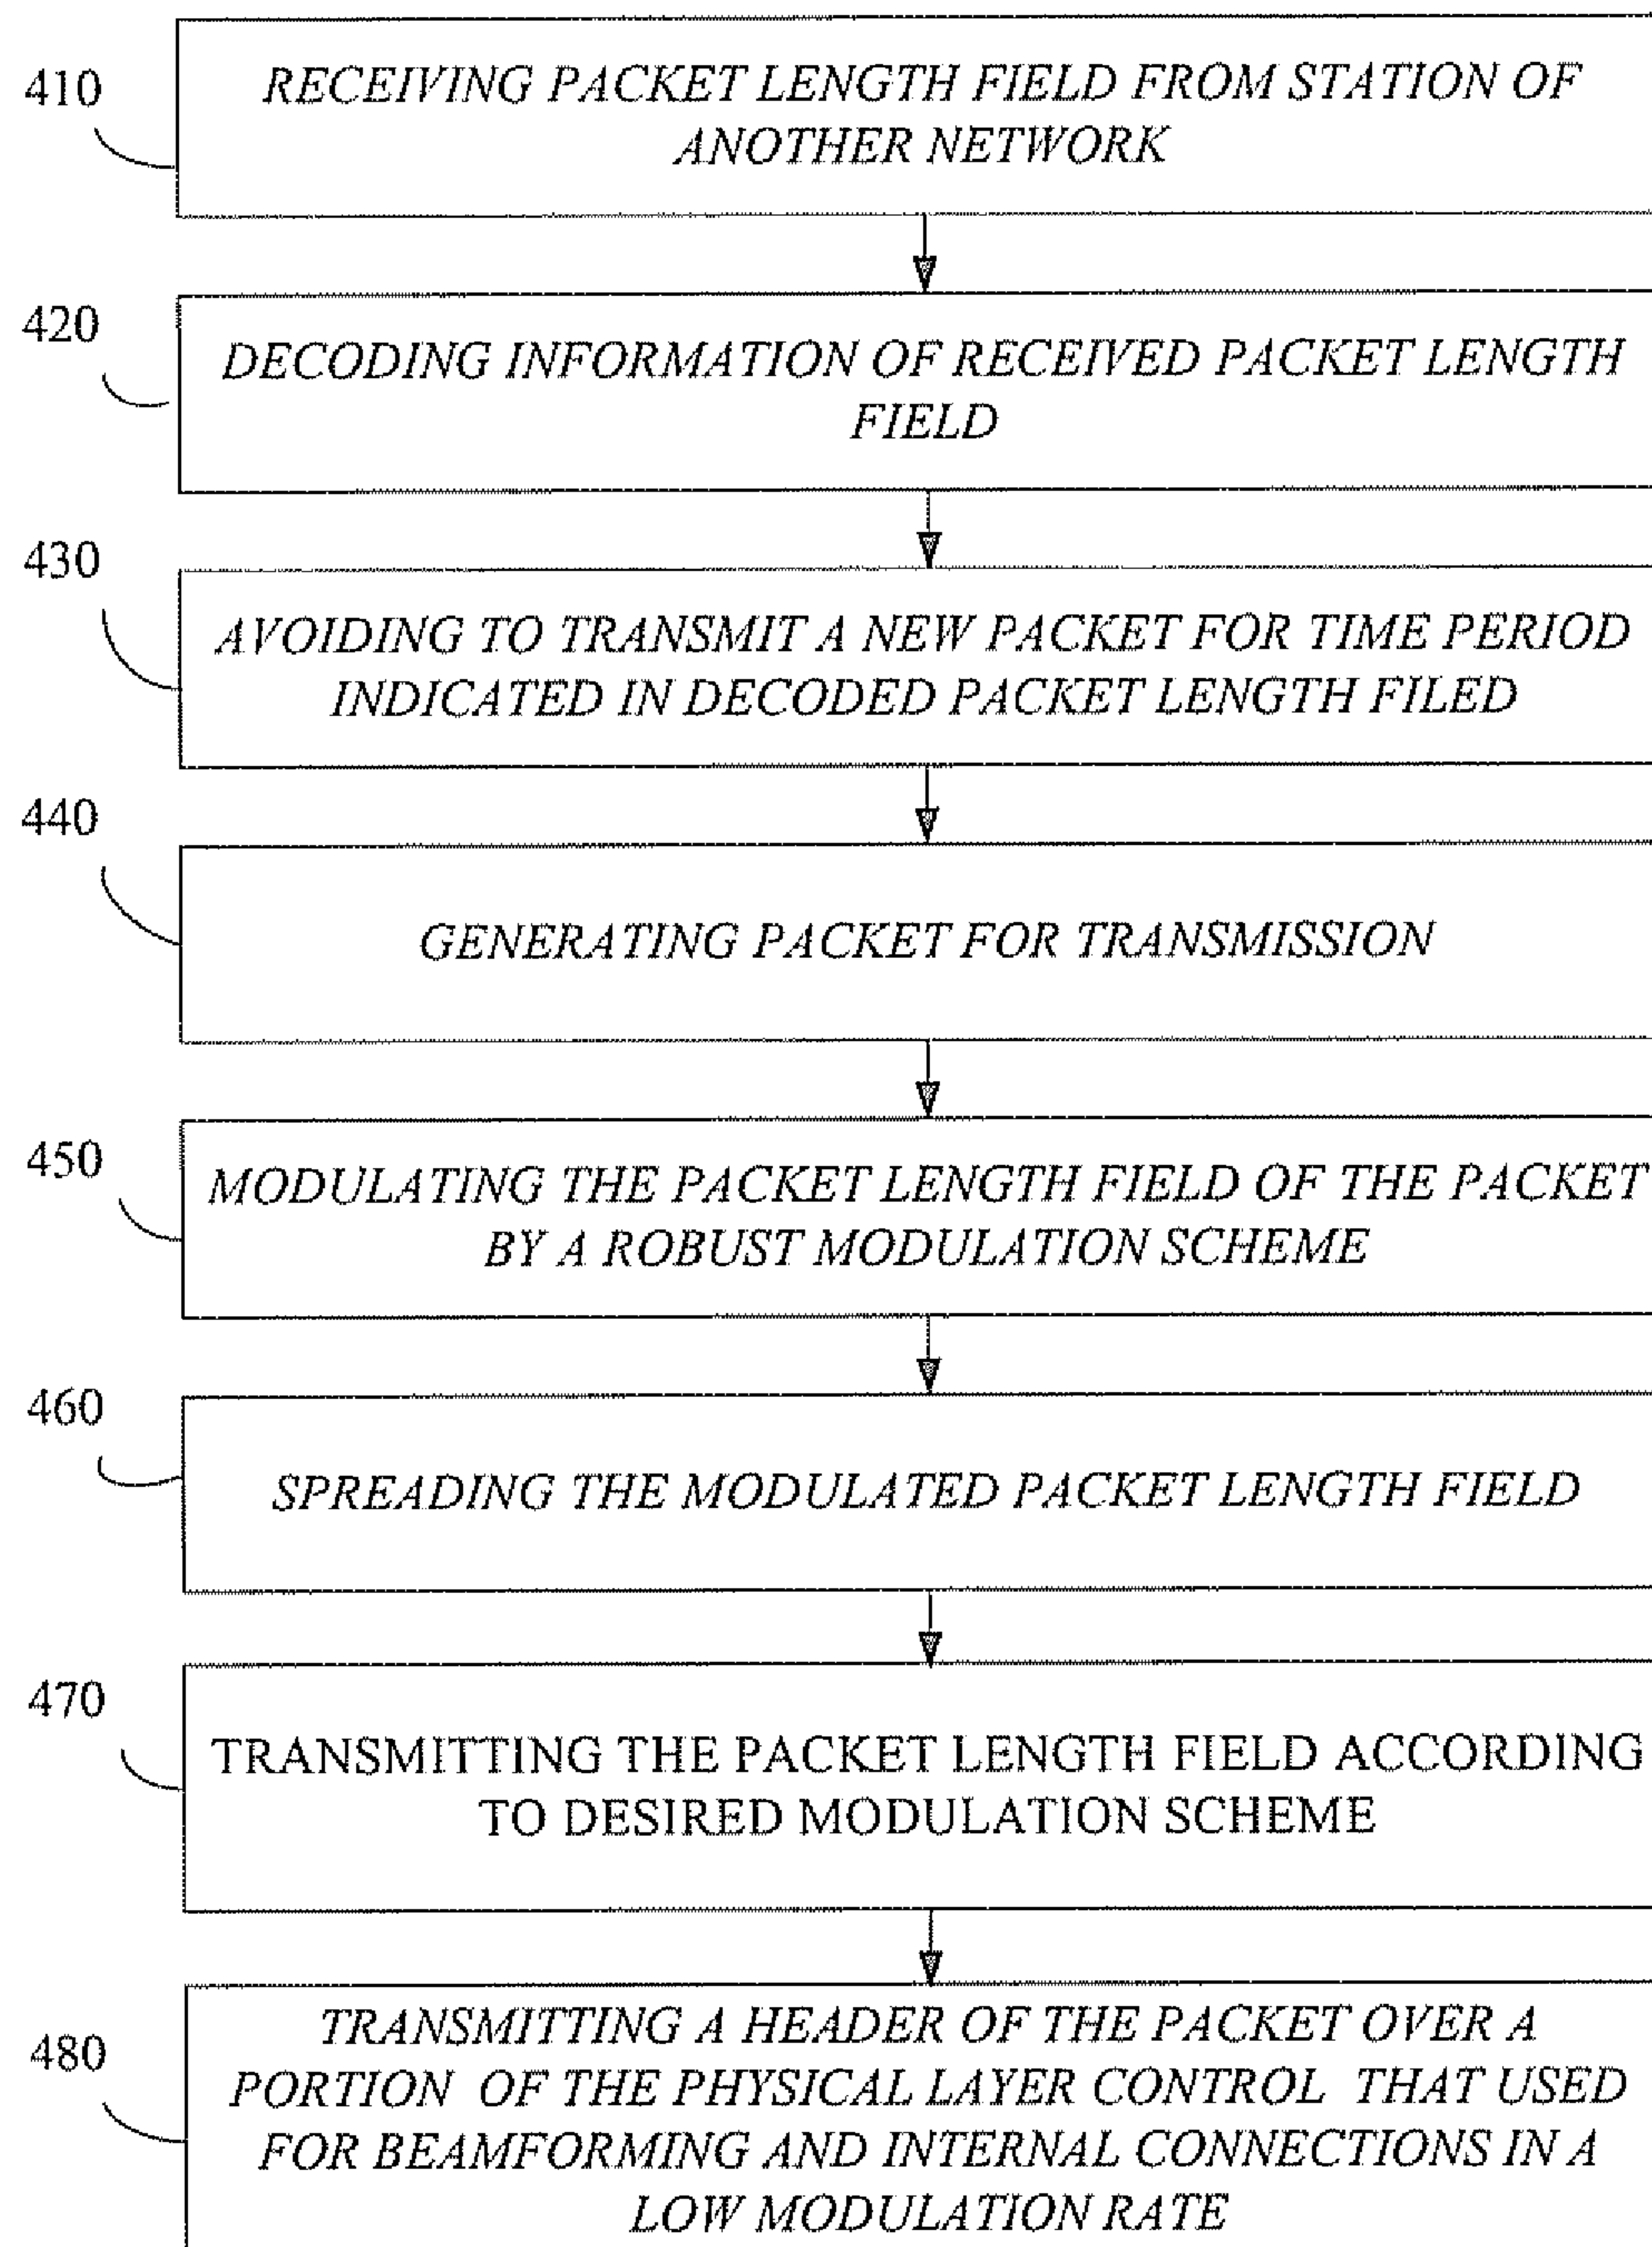 410
RECEIVING PACKET LENGTH FIELD FROM STATION OF
ANOTHER NETWORK
420
DECODING INFORMATION OF RECEIVED PACKET LENGTH
FIELD
430
AVOIDING TO TRANSMIT A NEW PACKET FOR TIME PERIOD
INDICATED IN DECODED PACKET LENGTH FILED
440
GENERATING PACKET FOR TRANSMISSION
450
MODULATING THE PACKET LENGTH FIELD OF THE PACKET
BY A ROBUST MODULATION SCHEME
460
SPREADING THE MODULATED PACKET LENGTH FIELD
470
TRANSMITTING THE PACKET LENGTH FIELD ACCORDING
TO DESIRED MODULATION SCHEME
480
TRANSMITTING A HEADER OF THE PACKET OVER A
PORTION OF THE PHYSICAL LAYER CONTROL THAT USED
FOR BEAMFORMING AND INTERNAL CONNECTIONS IN A
LOW MODULATION RATE